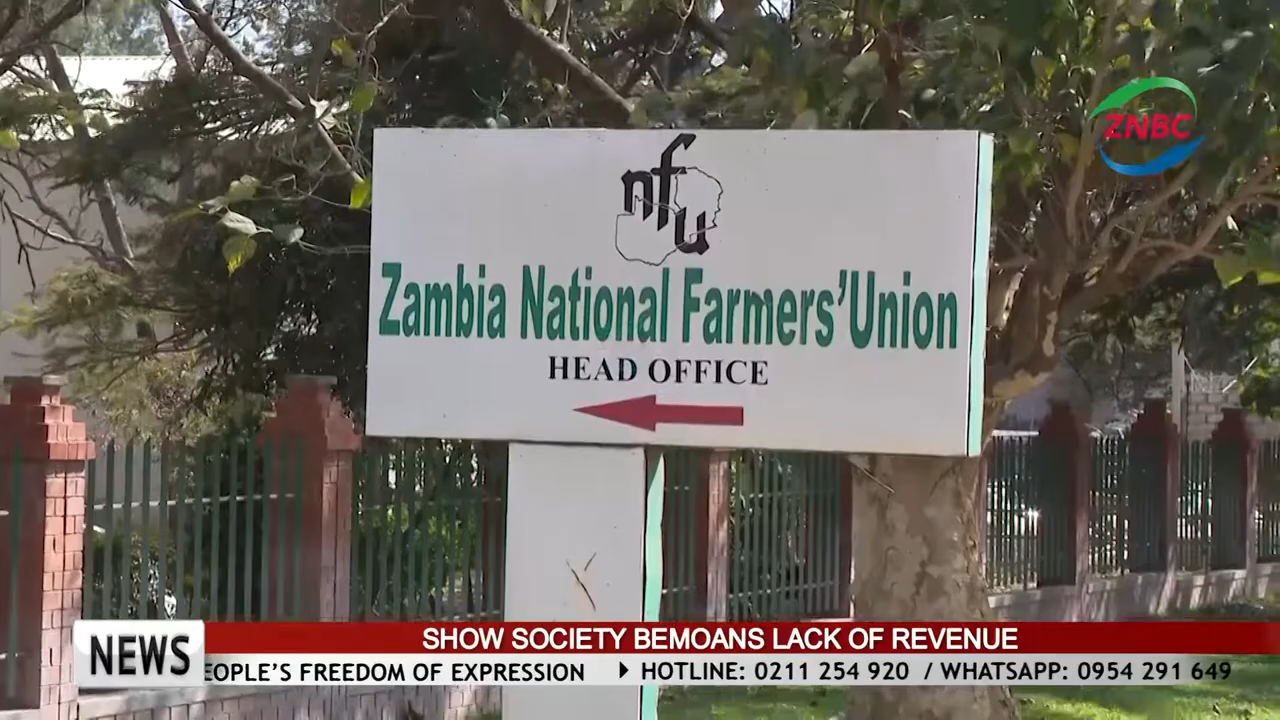 ZNBC
nfu
Zambia National Farmers' Union
HEAD OFFICE
NEWS
SHOW SOCIETY BEMOANS LACK OF REVENUE
EOPLE'S FREEDOM OF EXPRESSION HOTLINE: 0211 254 920 / WHATSAPP: 0954 291 649